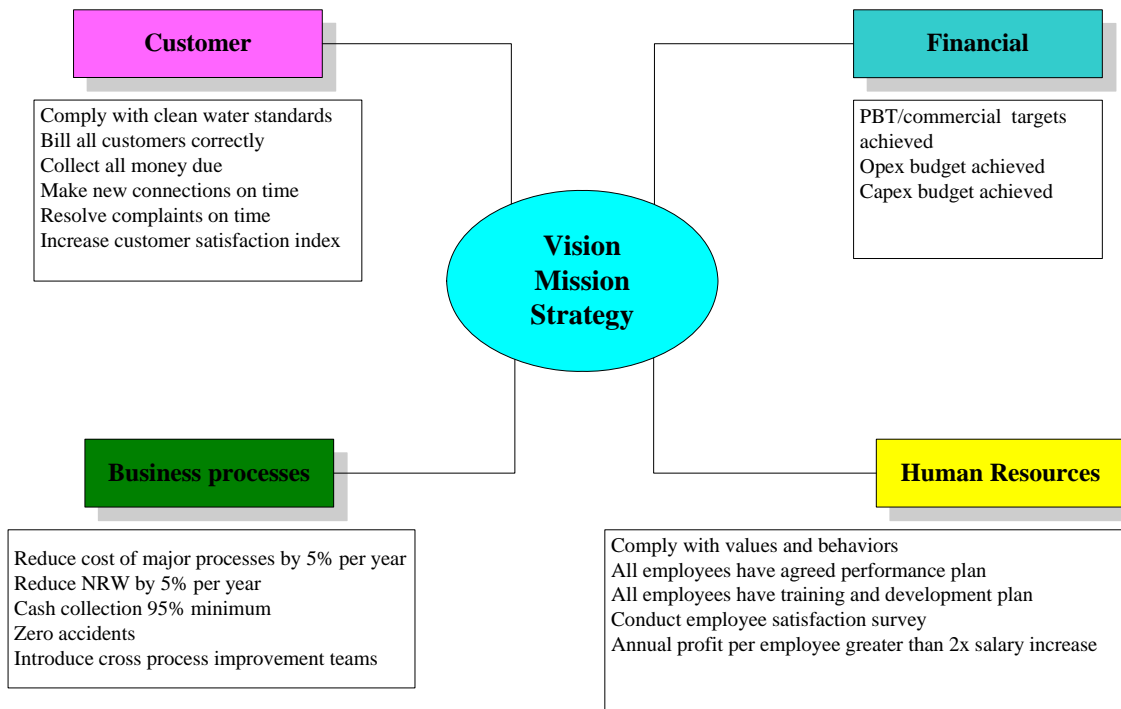 Customer
Comply with clean water standards
Bill all customers correctly
Collect all money due
Make new connections on time
Resolve complaints on time
Increase customer satisfaction index
Financial
PBT/commercial targets
achieved
Opex budget achieved
Capex budget achieved
Vision
Mission
Strategy
Business processes
Reduce cost of major processes by 5% per year
Reduce NRW by 5% per year
Cash collection 95% minimum
Zero accidents
Introduce cross process improvement teams
Human Resources
Comply with values and behaviors
All employees have agreed performance plan
All employees have training and development plan
Conduct employee satisfaction survey
Annual profit per employee greater than 2x salary increase